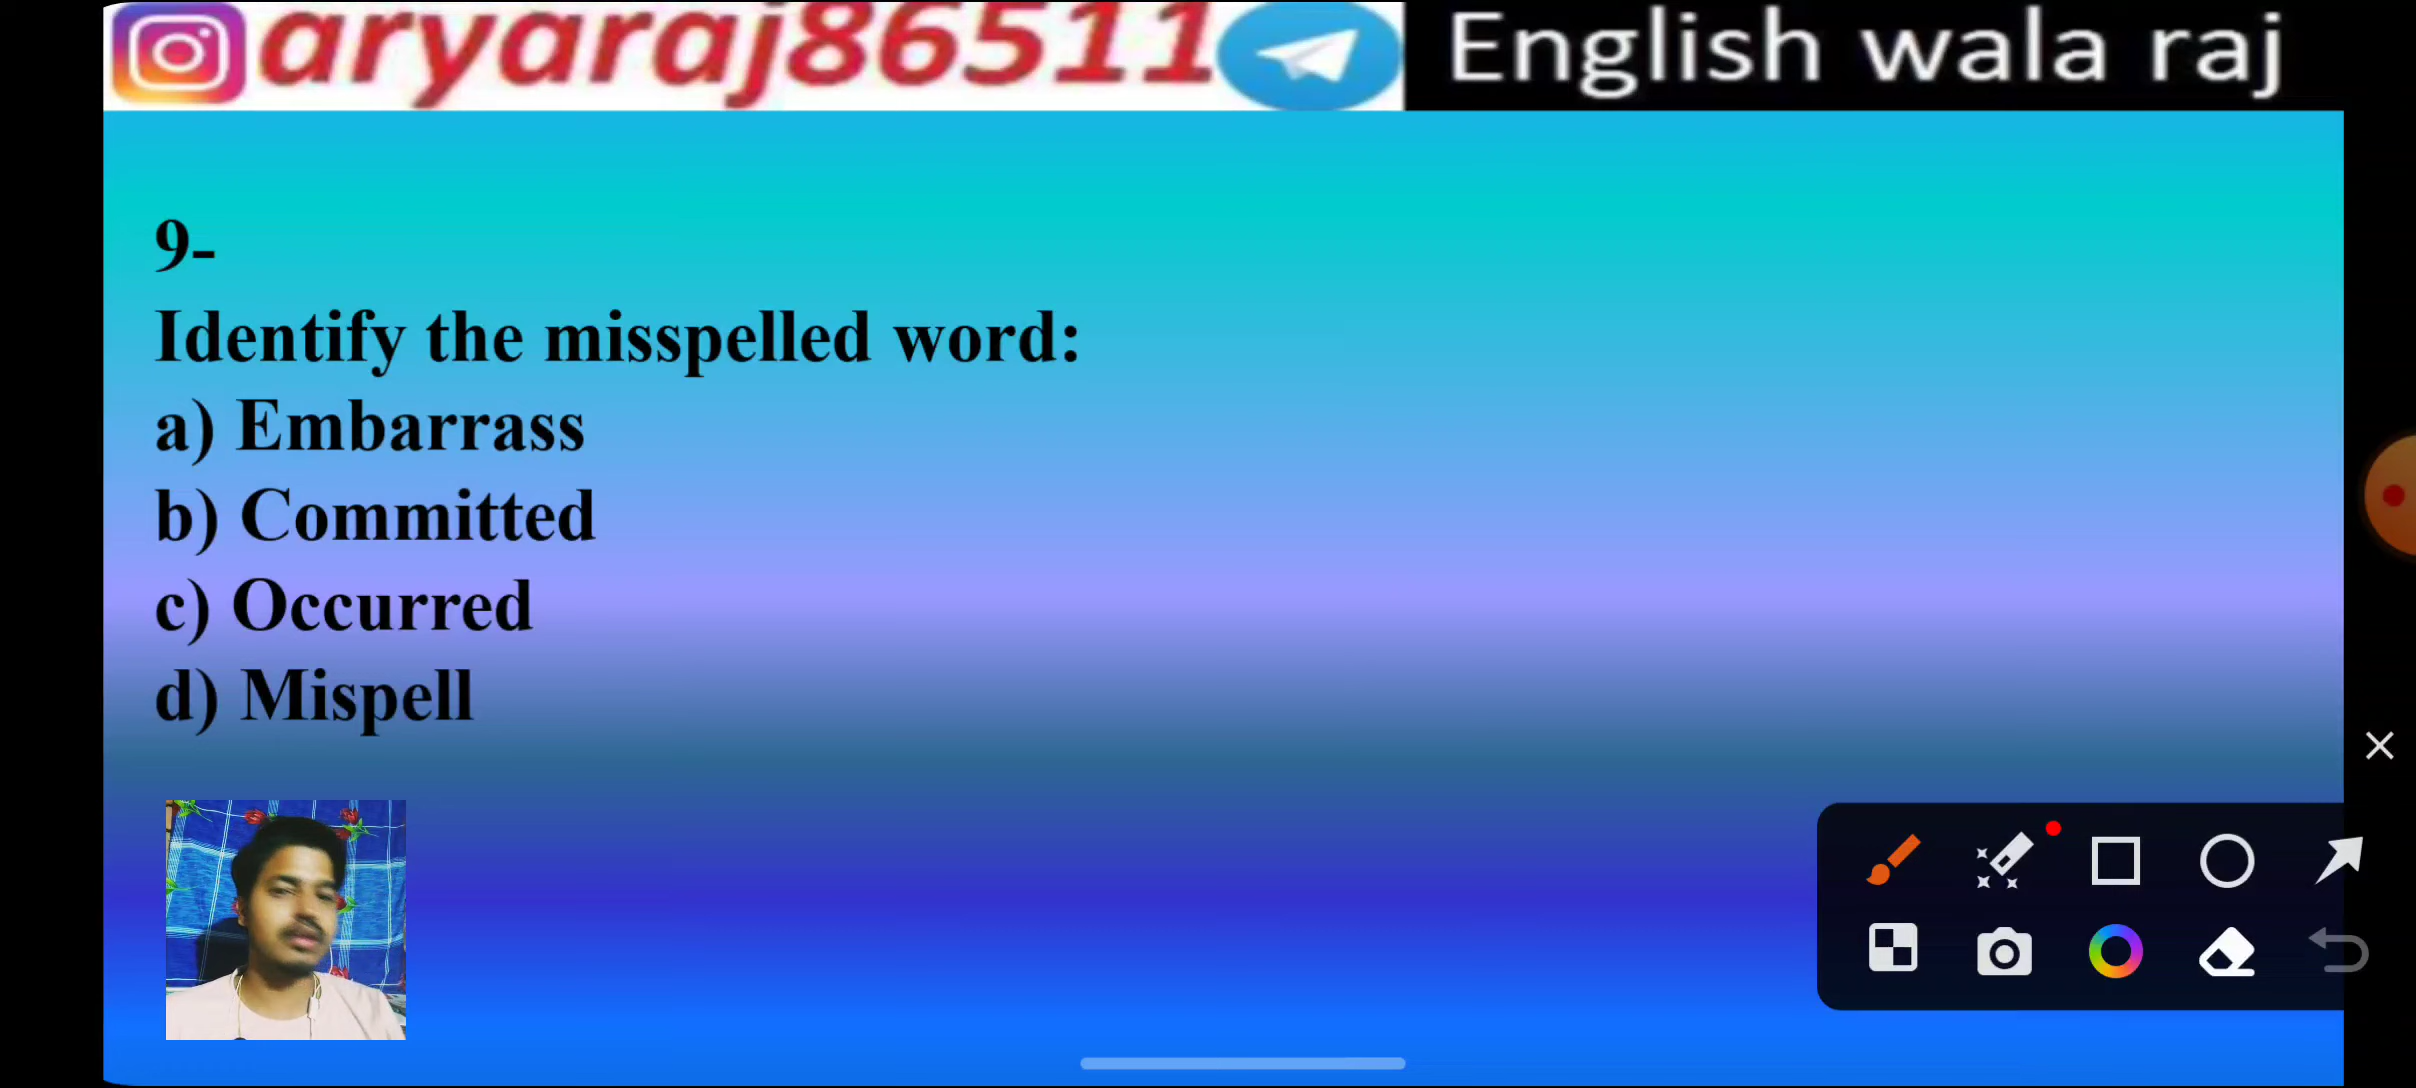 aryaraj86511 English wala raj
9-
Identify the misspelled word:
a) Embarrass
b) Committed
c) Occurred
d) Mispell